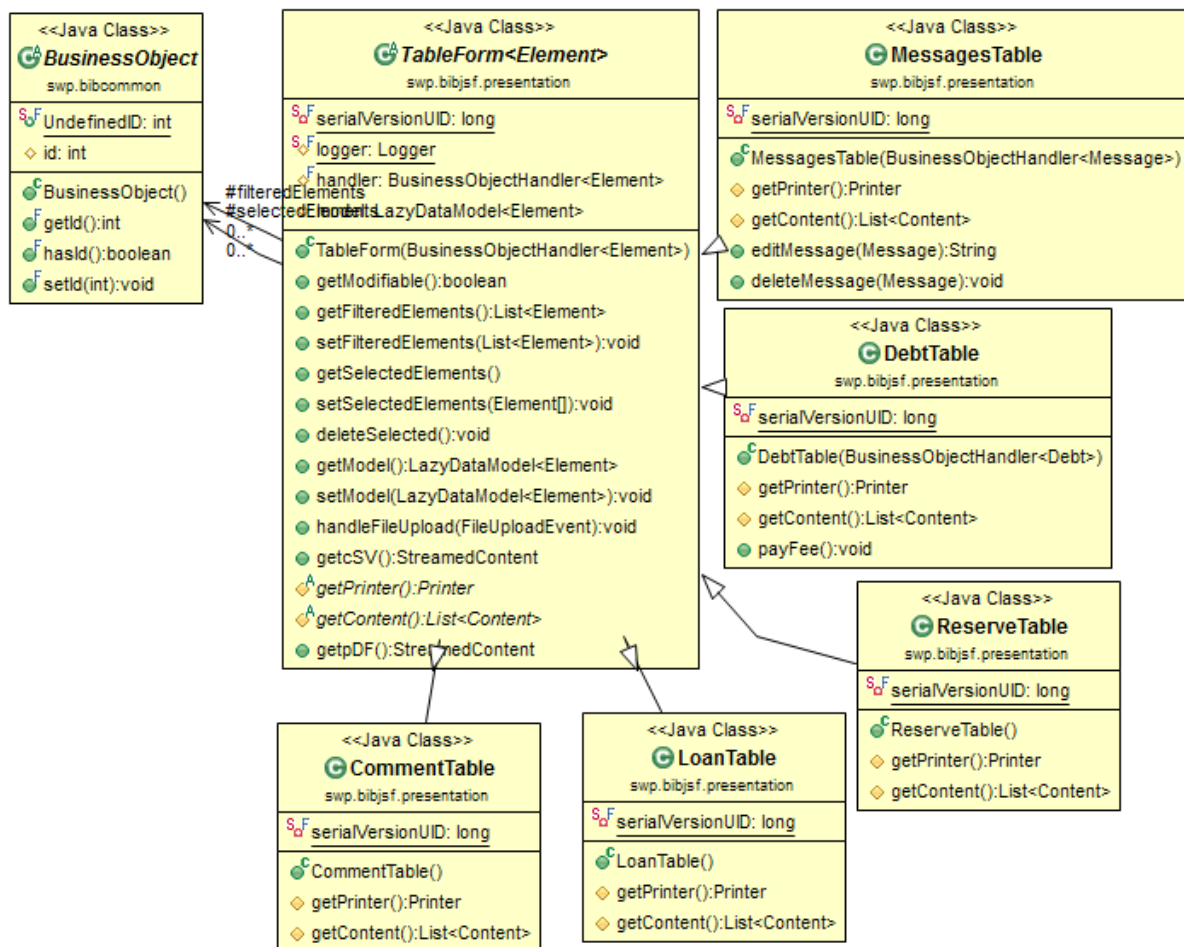 <<Java Class>>
BusinessObject
swp.bibcommon
UndefinedID: int
id: int
BusinessObject()
getId():int
hasId():boolean
setId(int):void
#filteredElements
#selectedElements
0..*
0..*
<<Java Class>>
TableForm<Element>
swp.bibjsf.presentation
serialVersionUID: long
logger: Logger
handler: BusinessObjectHandler<Element>
model: LazyDataModel<Element>
TableForm(BusinessObjectHandler<Element>)
getModifiable():boolean
getFilteredElements():List<Element>
setFilteredElements(List<Element>):void
getSelectedElements()
setSelectedElements(Element[]):void
deleteSelected():void
getModel():LazyDataModel<Element>
setModel(LazyDataModel<Element>):void
handleFileUpload(FileUploadEvent):void
getcSV():StreamedContent
getPrinter():Printer
getContent():List<Content>
getpDF():StreamedContent
<<Java Class>>
MessagesTable
swp.bibjsf.presentation
serialVersionUID: long
MessagesTable(BusinessObjectHandler<Message>)
getPrinter():Printer
getContent():List<Content>
editMessage(Message):String
deleteMessage(Message):void
<<Java Class>>
DebtTable
swp.bibjsf.presentation
serialVersionUID: long
DebtTable(BusinessObjectHandler<Debt>)
getPrinter():Printer
getContent():List<Content>
payFee():void
<<Java Class>>
ReserveTable
swp.bibjsf.presentation
serialVersionUID: long
ReserveTable()
getPrinter():Printer
getContent():List<Content>
<<Java Class>>
CommentTable
swp.bibjsf.presentation
serialVersionUID: long
CommentTable()
getPrinter():Printer
getContent():List<Content>
<<Java Class>>
LoanTable
swp.bibjsf.presentation
serialVersionUID: long
LoanTable()
getPrinter():Printer
getContent():List<Content>